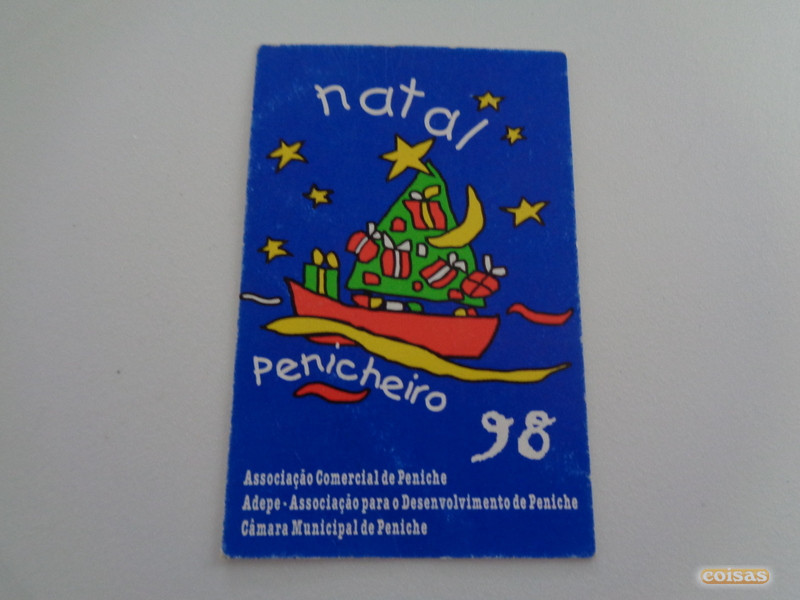 natal
penicheiro
98
Associação Comercial de Peniche
Adepe - Associação para o Desenvolvimento de Peniche
Câmara Municipal de Peniche
coisas